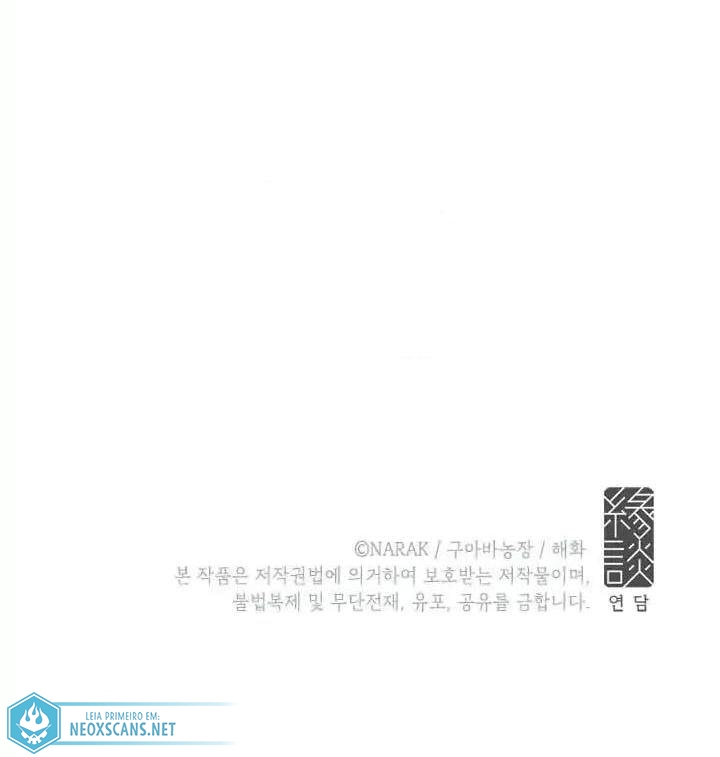 ©NARAK / 구마바농장 / 해화
본 작품은 저작권법에 의거하여 보호받는 저작물이며,
불법복제 및 무단전재, 유포, 공유를 금합니다.
緣談
연담
LEIA PRIMEIRO EM:
NEOXSCANS.NET